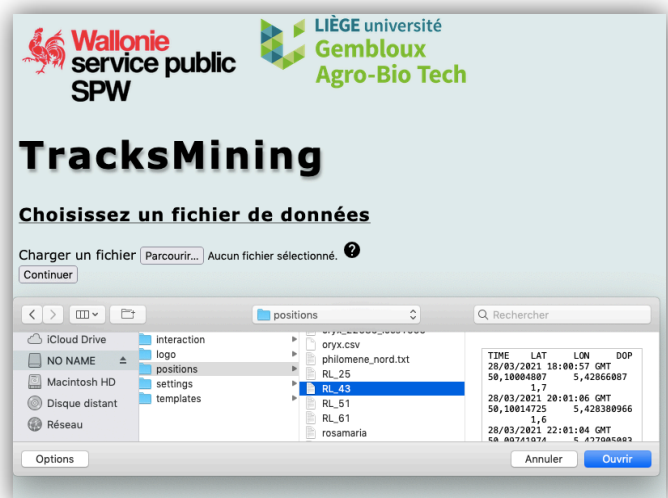 Wallonie
service public
SPW
LIÈGE université
Gembloux
Agro-Bio Tech
TracksMining
Choisissez un fichier de données
Charger un fichier Parcourir... Aucun fichier sélectionné. ?
Continuer
positions
Rechercher
iCloud Drive
NO NAME
Macintosh HD
Disque distant
Réseau
interaction
logo
positions
settings
templates
oryx.csv
philomene_nord.txt
RL_25
RL_43
RL_51
RL_61
rosamaria
TIME LAT LON DOP
28/03/2021 18:00:57 GMT
50,10004807 5,42866087
1,7
28/03/2021 20:01:06 GMT
50,10014725 5,428380966
1,6
28/03/2021 22:01:04 GMT
50,09741974 5,427905083
Options
Annuler
Ouvrir